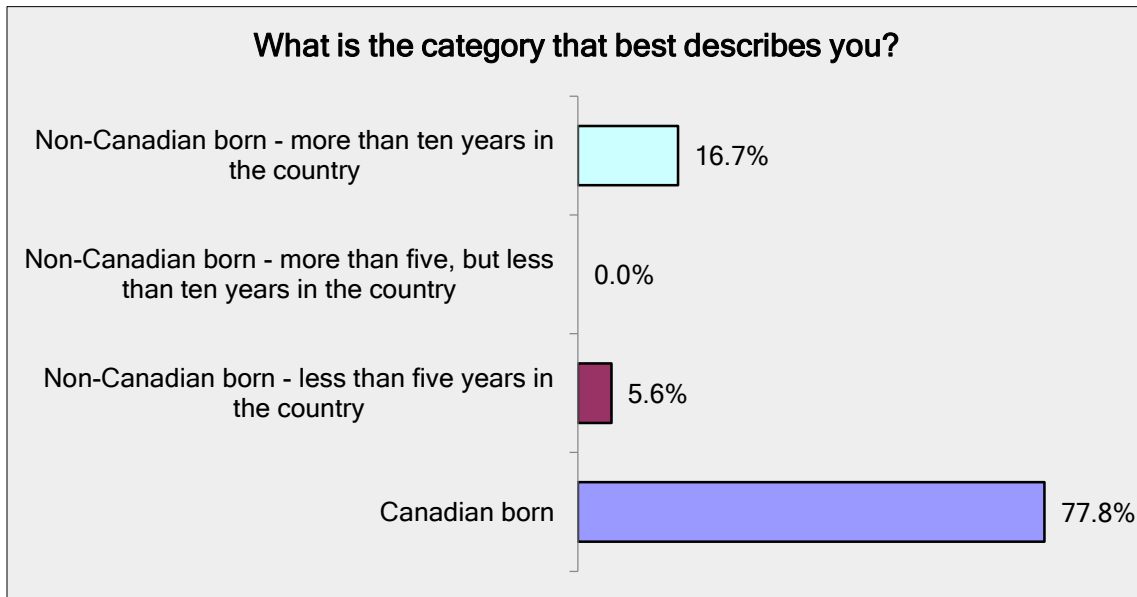 What is the category that best describes you?
Non-Canadian born - more than ten years in
the country
16.7%
Non-Canadian born - more than five, but less
than ten years in the country
0.0%
Non-Canadian born - less than five years in
the country
5.6%
Canadian born
77.8%